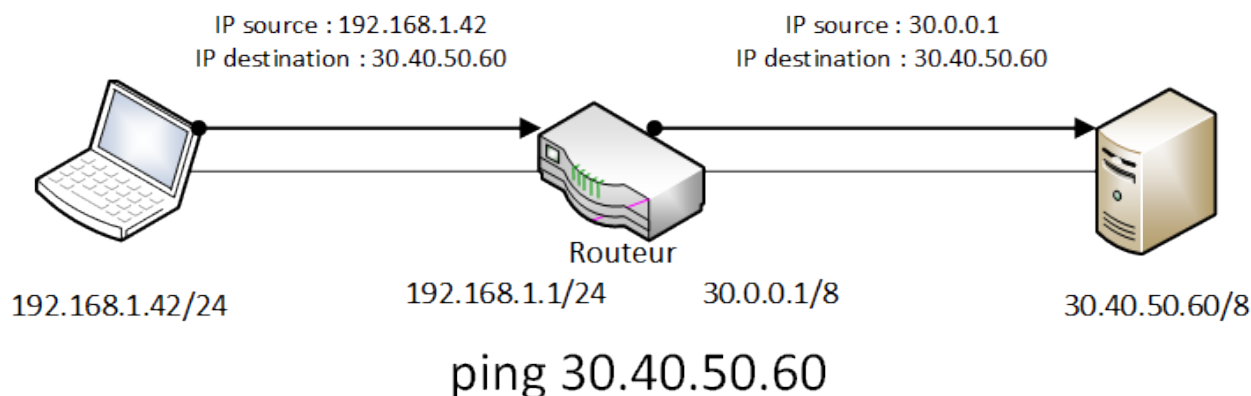 IP source : 192.168.1.42
IP destination : 30.40.50.60
IP source : 30.0.0.1
IP destination : 30.40.50.60
Routeur
192.168.1.42/24
192.168.1.1/24
30.0.0.1/8
30.40.50.60/8
ping 30.40.50.60